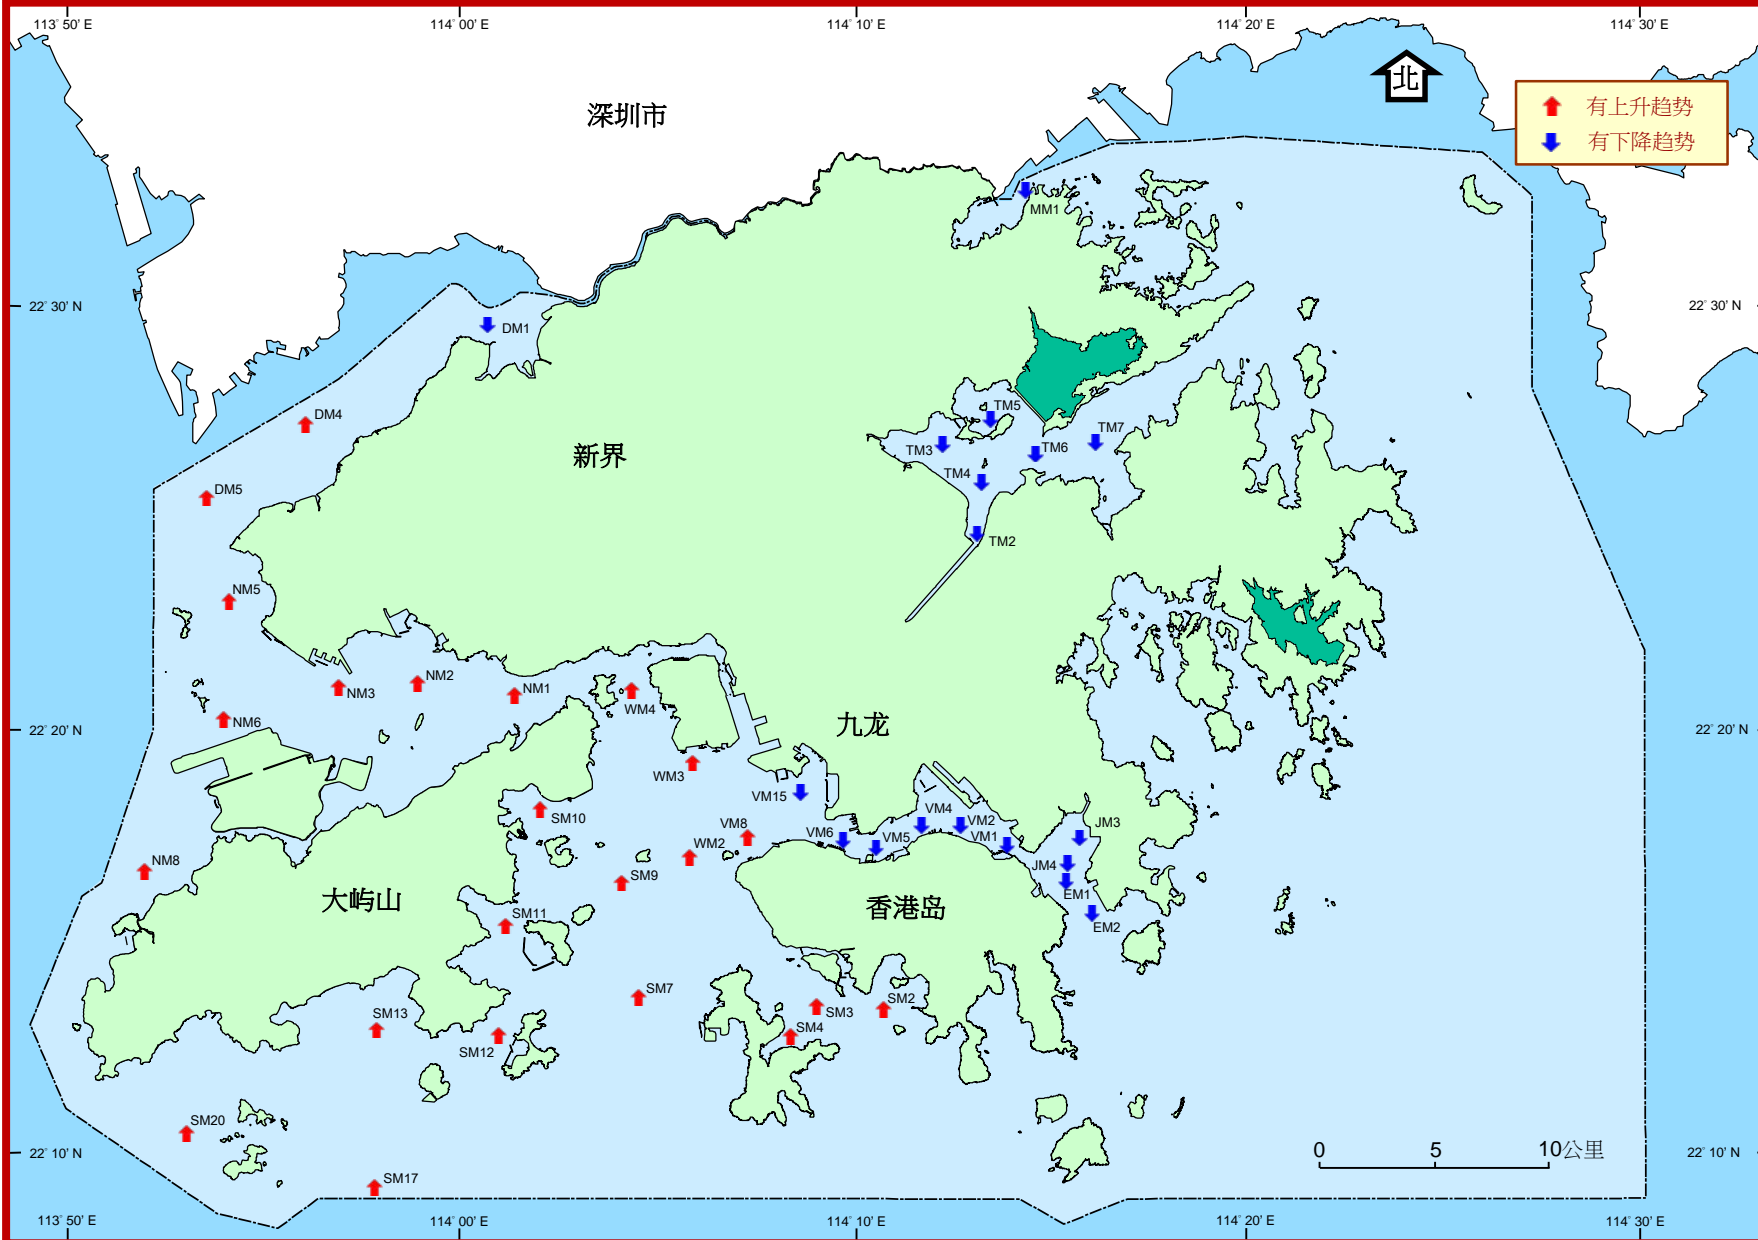 113° 50' E
114° 00' E
114° 10' E
114° 20' E
114° 30' E
北
有上升趋势
有下降趋势
深圳市
MM1
22° 30' N
22° 30' N
DM1
DM4
TM5
TM7
TM3
TM6
新界
TM4
DM5
TM2
NM5
NM2
NM3
NM1
WM4
NM6
九龙
22° 20' N
22° 20' N
WM3
VM15
SM10
VM8
VM6
VM5
VM4
VM2
VM1
JM3
WM2
JM4
NM8
SM9
EM1
大屿山
香港岛
SM11
EM2
SM7
SM2
SM13
SM3
SM4
SM12
SM20
0
5
10公里
22° 10' N
22° 10' N
SM17
113° 50' E
114° 00' E
114° 10' E
114° 20' E
114° 30' E